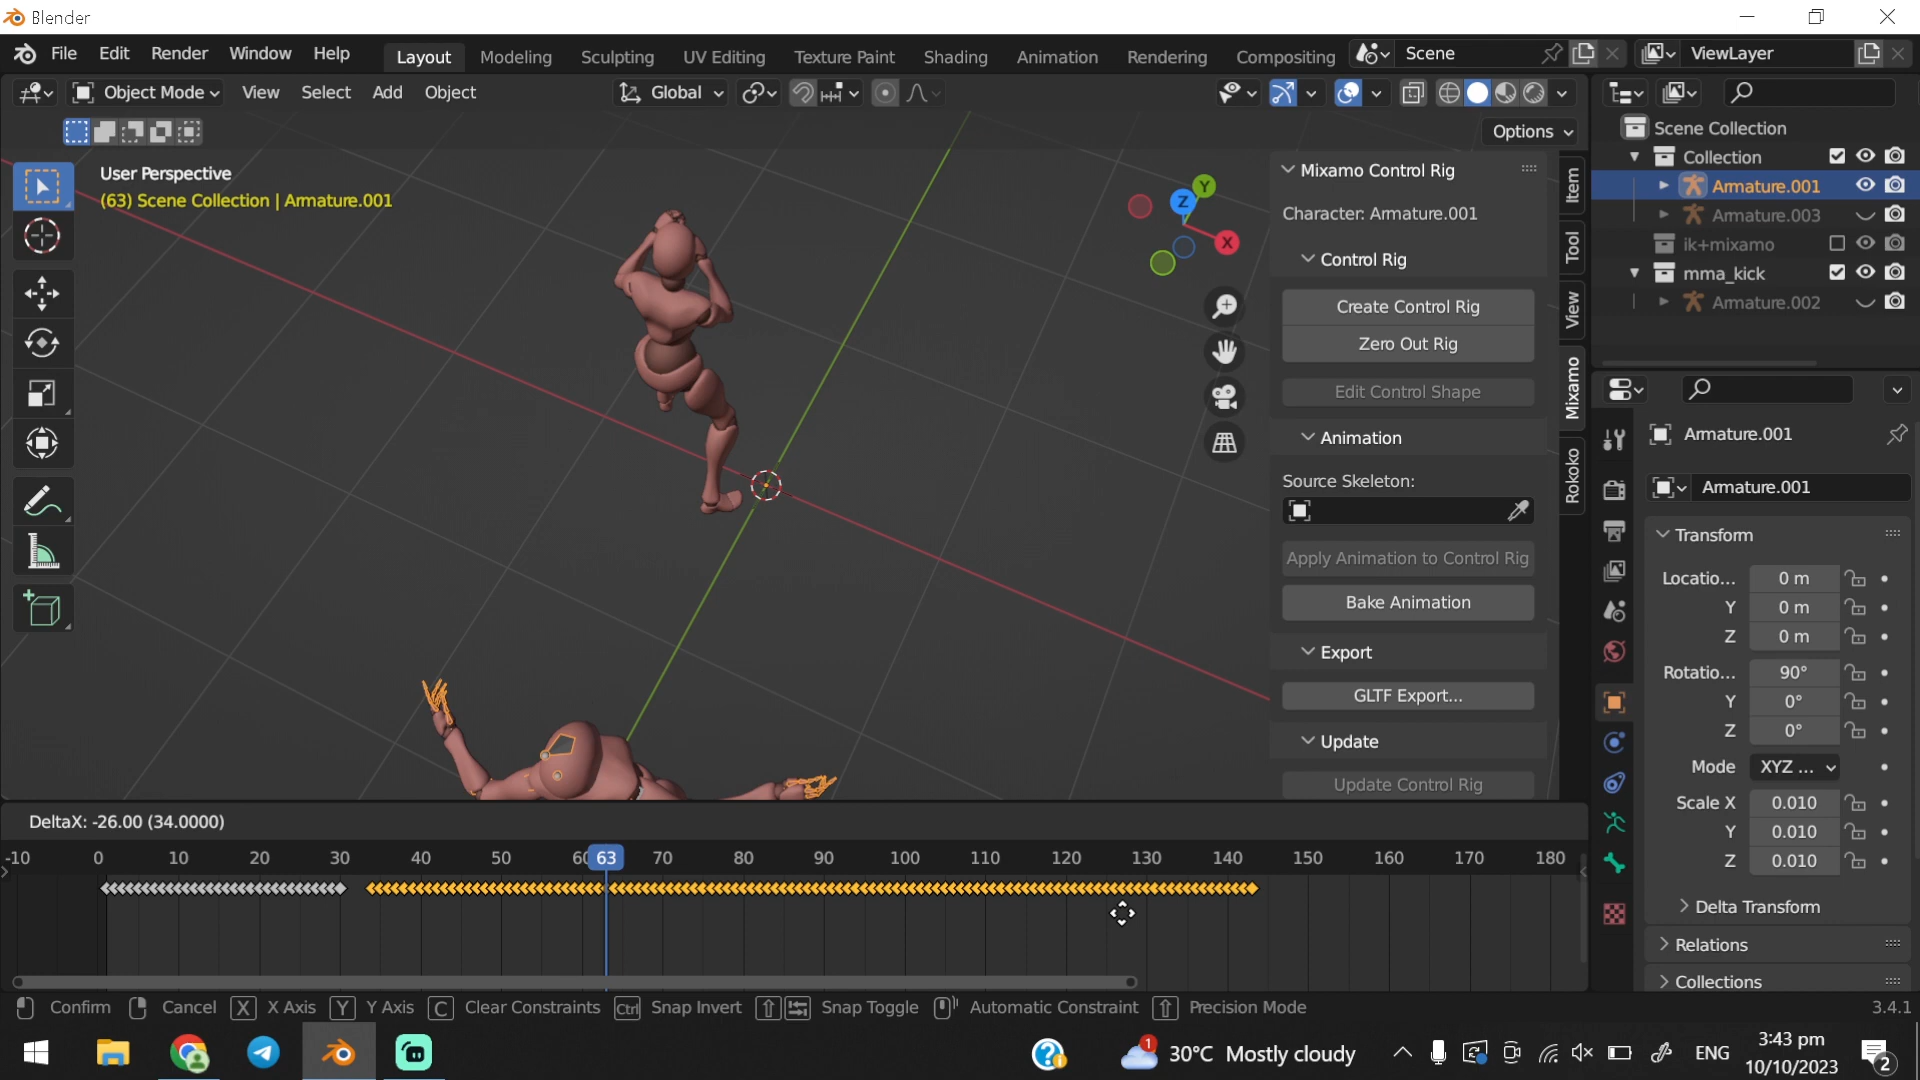 Blender
File Edit Render Window Help Layout Modeling Sculpting UV Editing Texture Paint Shading Animation Rendering Compositing Scene ViewLayer
Object Mode View Select Add Object Global
Options
User Perspective
(63) Scene Collection | Armature.001
Y
Z
X
Mixamo Control Rig
Character: Armature.001
Control Rig
Create Control Rig
Zero Out Rig
Edit Control Shape
Animation
Source Skeleton:
Apply Animation to Control Rig
Bake Animation
Export
GLTF Export...
Update
Update Control Rig
Item
Tool
View
Mixamo
Rokoko
Scene Collection
Collection
Armature.001
Armature.003
ik+mixamo
mma_kick
Armature.002
Armature.001
Armature.001
Transform
Locatio... 0 m
Y 0 m
Z 0 m
Rotatio... 90°
Y 0°
Z 0°
Mode XYZ ...
Scale X 0.010
Y 0.010
Z 0.010
Delta Transform
Relations
Collections
DeltaX: -26.00 (34.0000)
-10 0 10 20 30 40 50 60 63 70 80 90 100 110 120 130 140 150 160 170 180
Confirm Cancel X X Axis Y Y Axis C Clear Constraints Ctrl Snap Invert Snap Toggle Automatic Constraint Precision Mode 3.4.1
1 30°C Mostly cloudy ENG 3:43 pm
10/10/2023 2